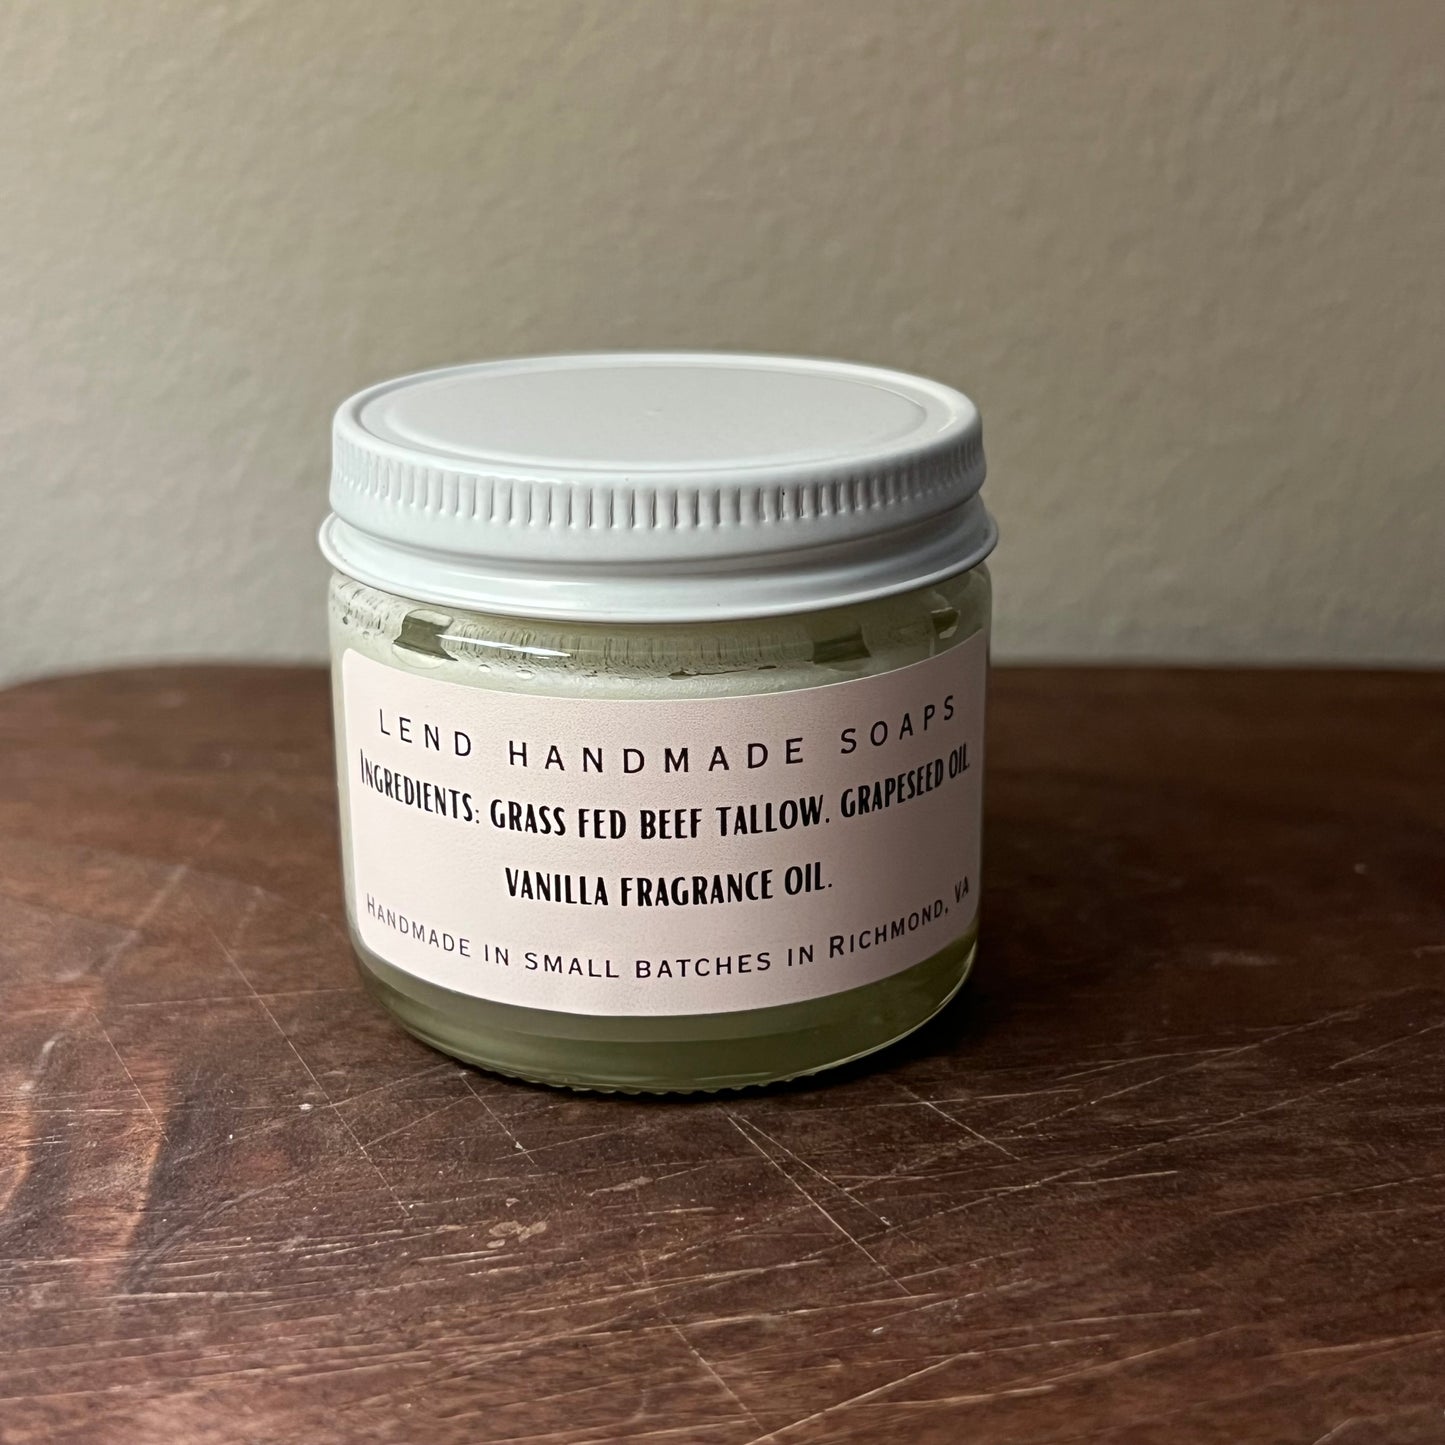 LEND HANDMADE SOAPS
INGREDIENTS: GRASS FED BEEF TALLOW. GRAPESEED OIL.
VANILLA FRAGRANCE OIL.
HANDMADE IN SMALL BATCHES IN RICHMOND, VA